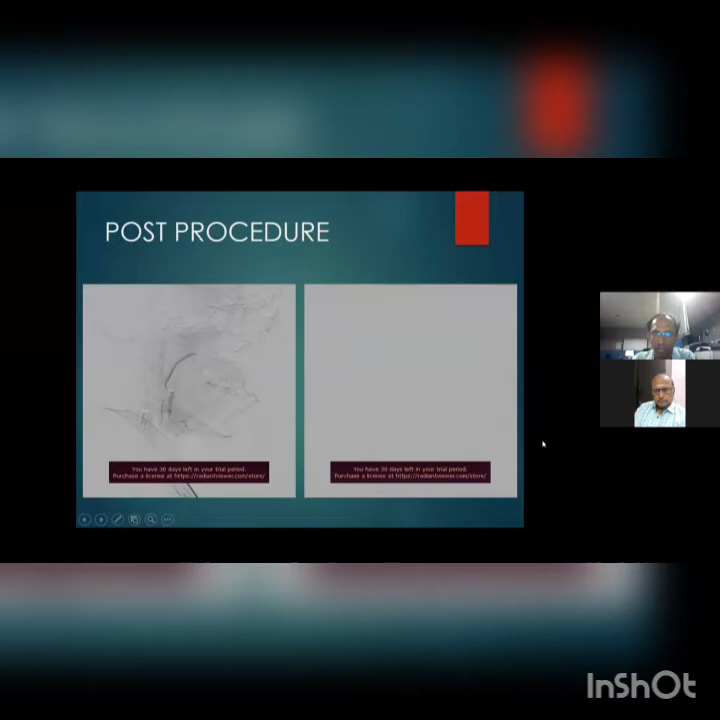 POST PROCEDURE
You have 30 days left in your trial period.
Purchase a license at https://radiantviewer.com/store/
You have 30 days left in your trial period.
Purchase a license at https://radiantviewer.com/store/
InShOt